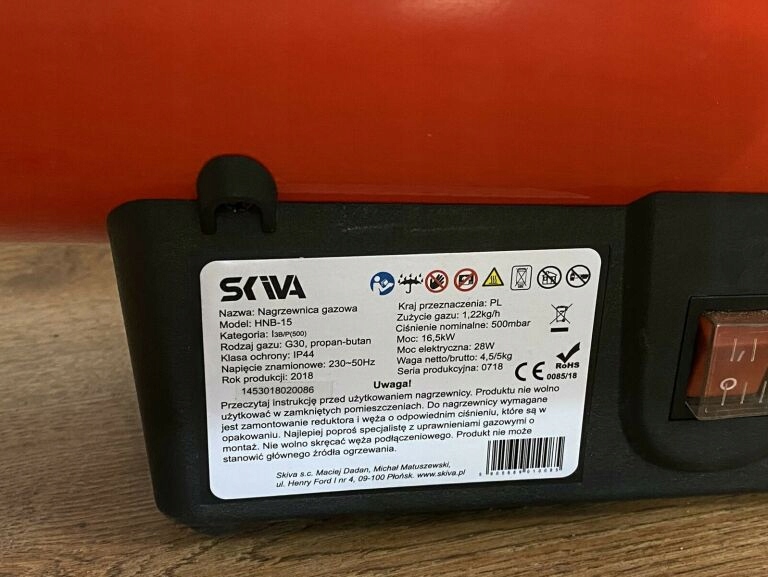 SKIVA
Nazwa: Nagrzewnica gazowa
Model: HNB-15
Kategoria: I3B/P(500)
Rodzaj gazu: G30, propan-butan
Klasa ochrony: IP44
Napięcie znamionowe: 230~50Hz
Rok produkcji: 2018
1453018020086
Kraj przeznaczenia: PL
Zużycie gazu: 1,22kg/h
Ciśnienie nominalne: 500mbar
Moc: 16,5kW
Moc elektryczna: 28W
Waga netto/brutto: 4,5/5kg
Seria produkcyjna: 0718
CE 0085/18
RoHS
Uwaga!
Przeczytaj instrukcję przed użytkowaniem nagrzewnicy. Produktu nie wolno
użytkować w zamkniętych pomieszczeniach. Do nagrzewnicy wymagane
jest zamontowanie reduktora i węża o odpowiednim ciśnieniu, które są w
opakowaniu. Najlepiej poproś specjalistę z uprawnieniami gazowymi o
montaż. Nie wolno skręcać węża podłączeniowego. Produkt nie może
stanowić głównego źródła ogrzewania.
Skiva s.c. Maciej Dadan, Michał Matuszewski,
ul. Henry Ford I nr 4, 09-100 Płońsk. www.skiva.pl